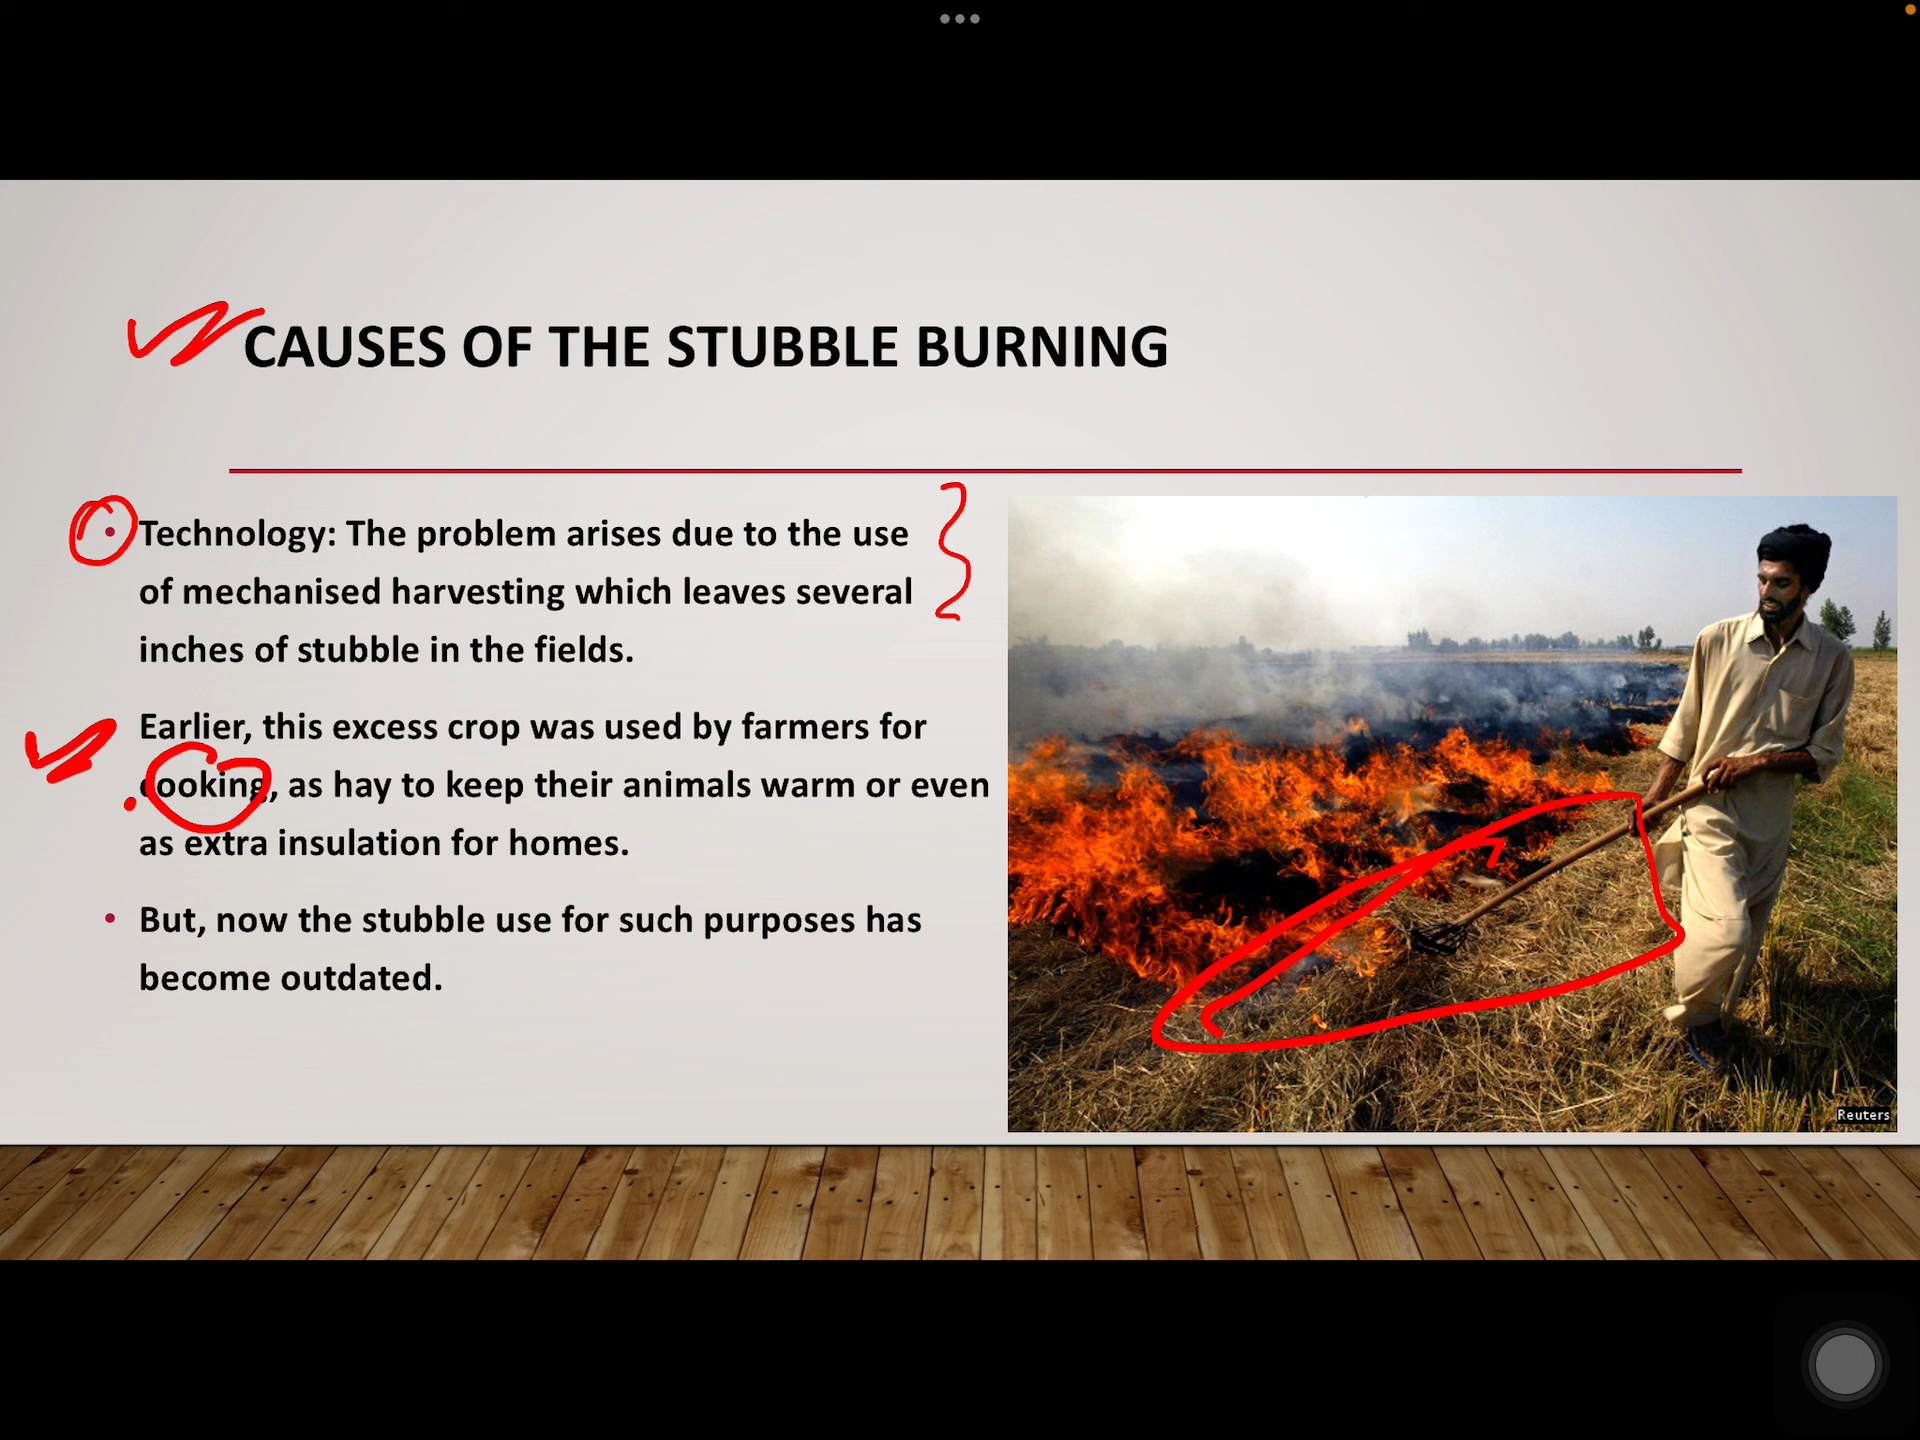 CAUSES OF THE STUBBLE BURNING
• Technology: The problem arises due to the use
of mechanised harvesting which leaves several
inches of stubble in the fields.
Earlier, this excess crop was used by farmers for
cooking, as hay to keep their animals warm or even
as extra insulation for homes.
• But, now the stubble use for such purposes has
become outdated.
Reuters